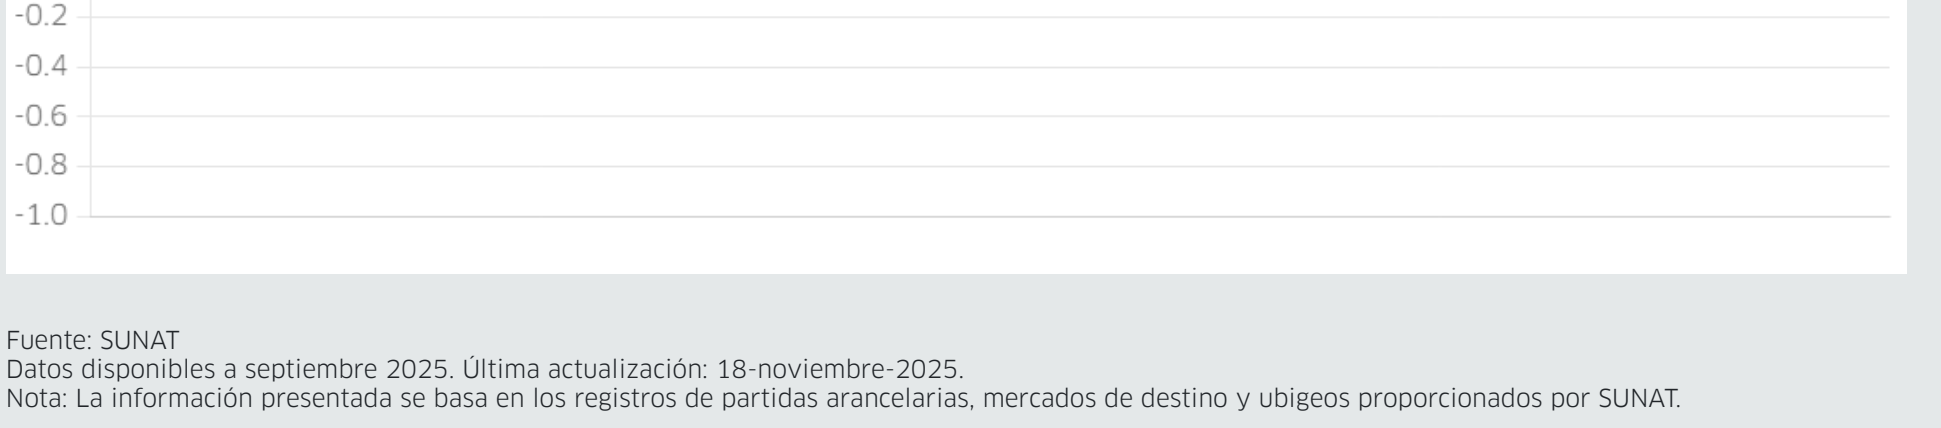 -0.2
-0.4
-0.6
-0.8
-1.0
Fuente: SUNAT
Datos disponibles a septiembre 2025. Última actualización: 18-noviembre-2025.
Nota: La información presentada se basa en los registros de partidas arancelarias, mercados de destino y ubigeos proporcionados por SUNAT.